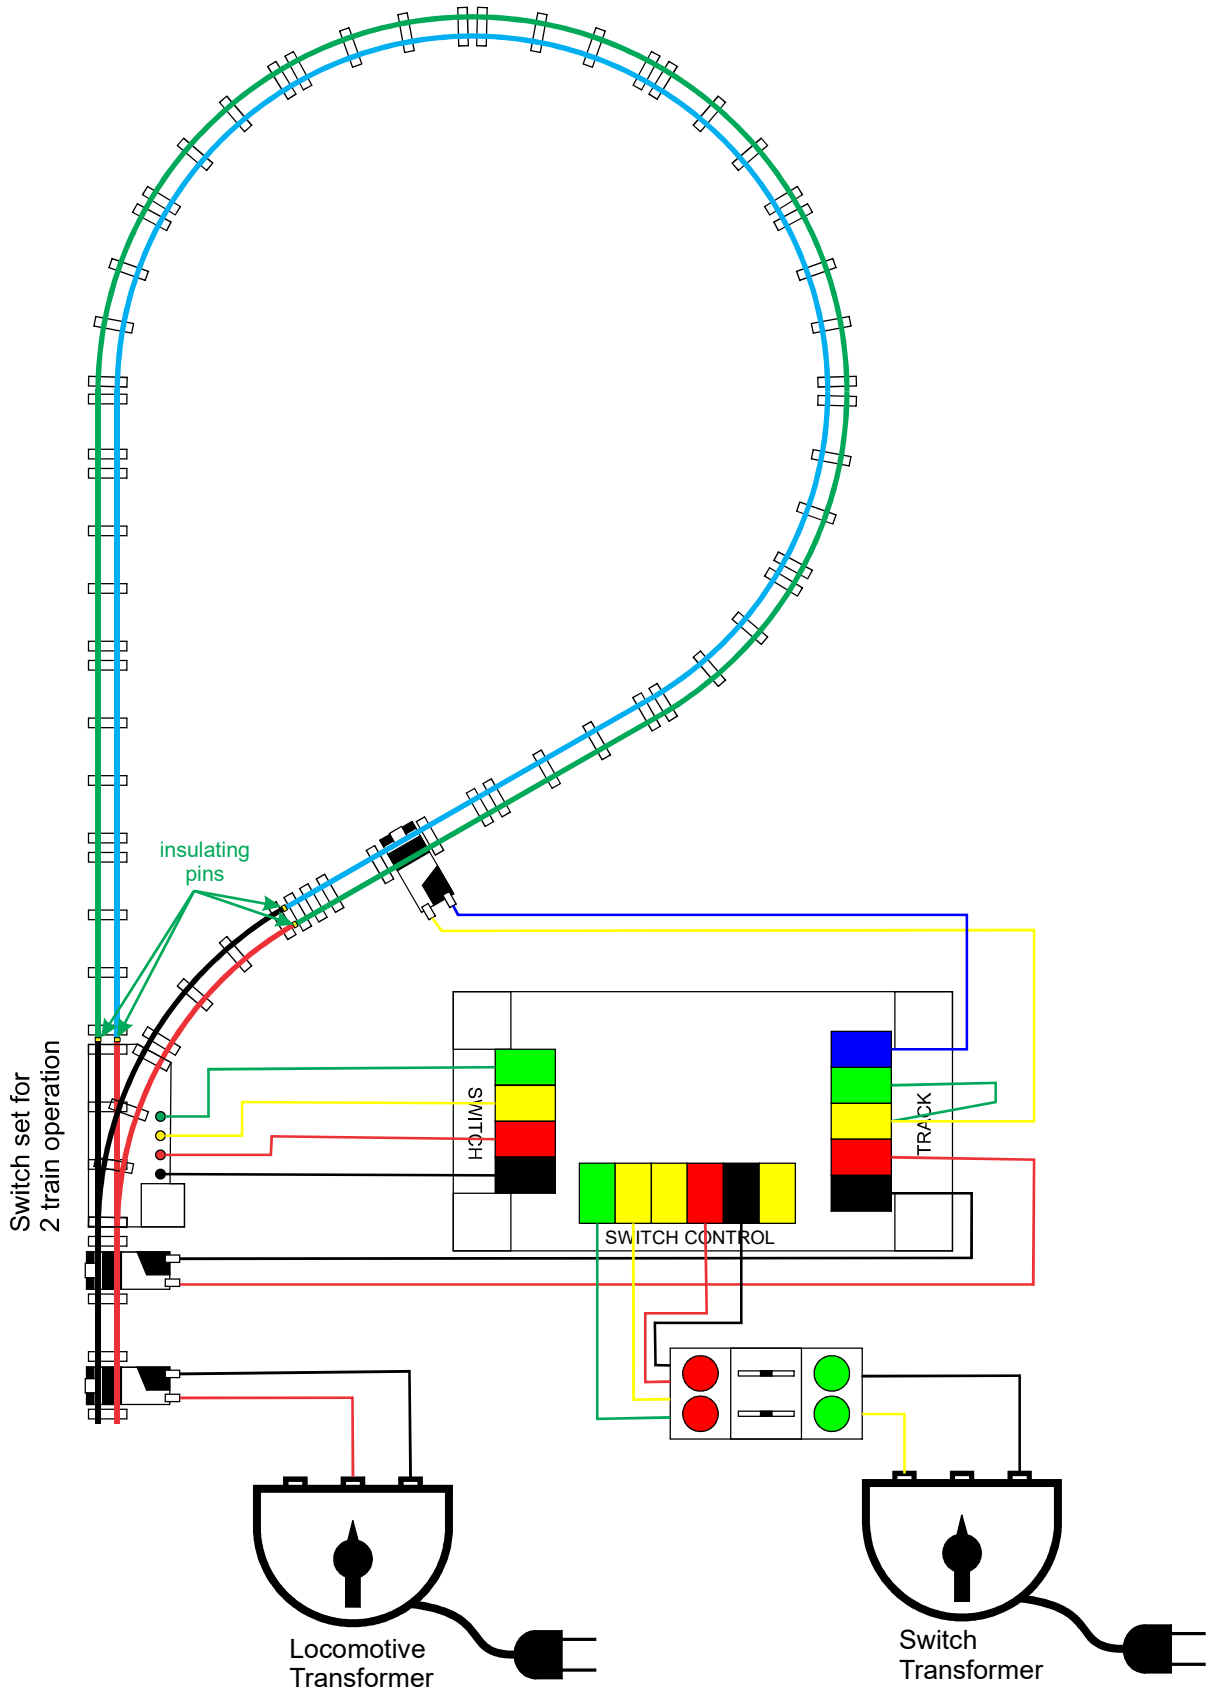 insulating
pins
Switch set for
2 train operation
SWITCH
TRACK
SWITCH CONTROL
Locomotive
Transformer
Switch
Transformer